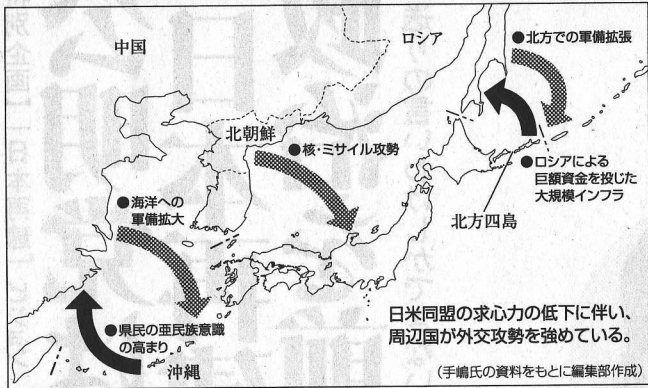 中国
ロシア
●北方での軍備拡張
北朝鮮
●核・ミサイル攻勢
●ロシアによる
巨額資金を投じた
大規模インフラ
北方四島
●海洋への
軍備拡大
●県民の亜民族意識
の高まり
沖縄
日米同盟の求心力の低下に伴い、
周辺国が外交攻勢を強めている。
(手嶋氏の資料をもとに編集部作成)